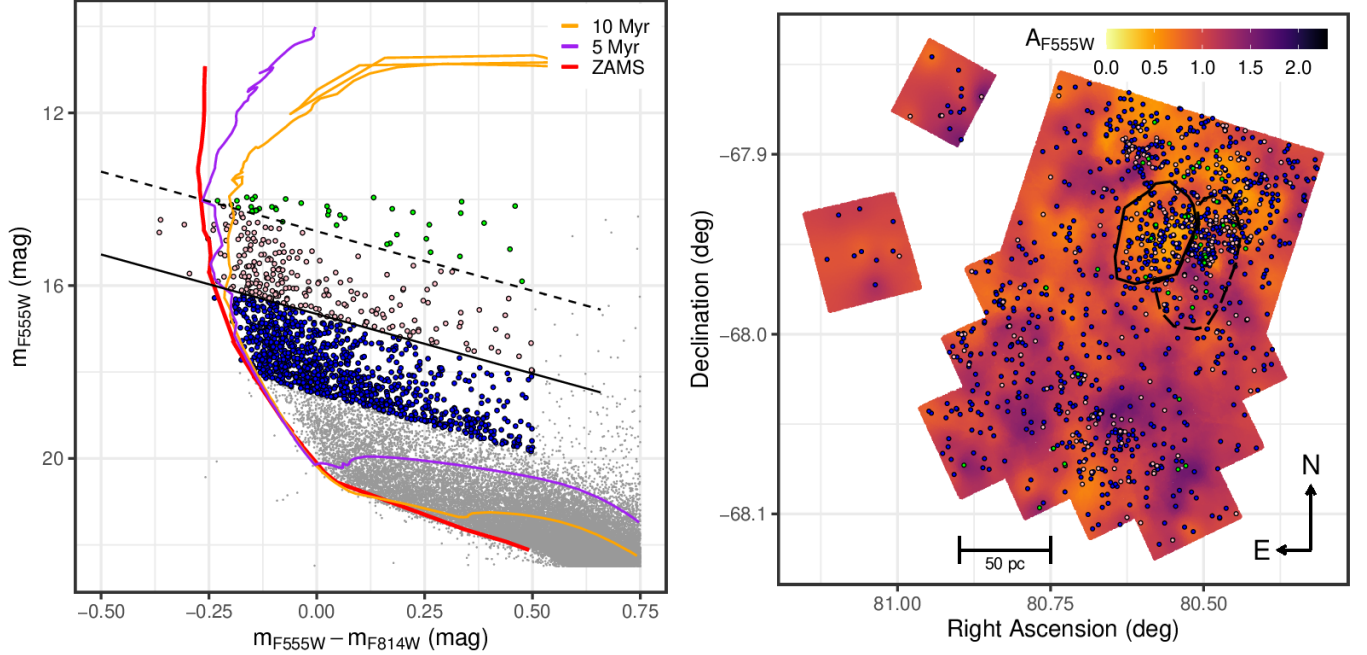 10 Myr
5 Myr
ZAMS
12
14
16
18
20
m_F555W (mag)
−0.50 −0.25 0.00 0.25 0.50 0.75
m_F555W − m_F814W (mag)
A_F555W
0.0 0.5 1.0 1.5 2.0
−67.9
−68.0
−68.1
Declination (deg)
N
E
50 pc
81.00 80.75 80.50
Right Ascension (deg)